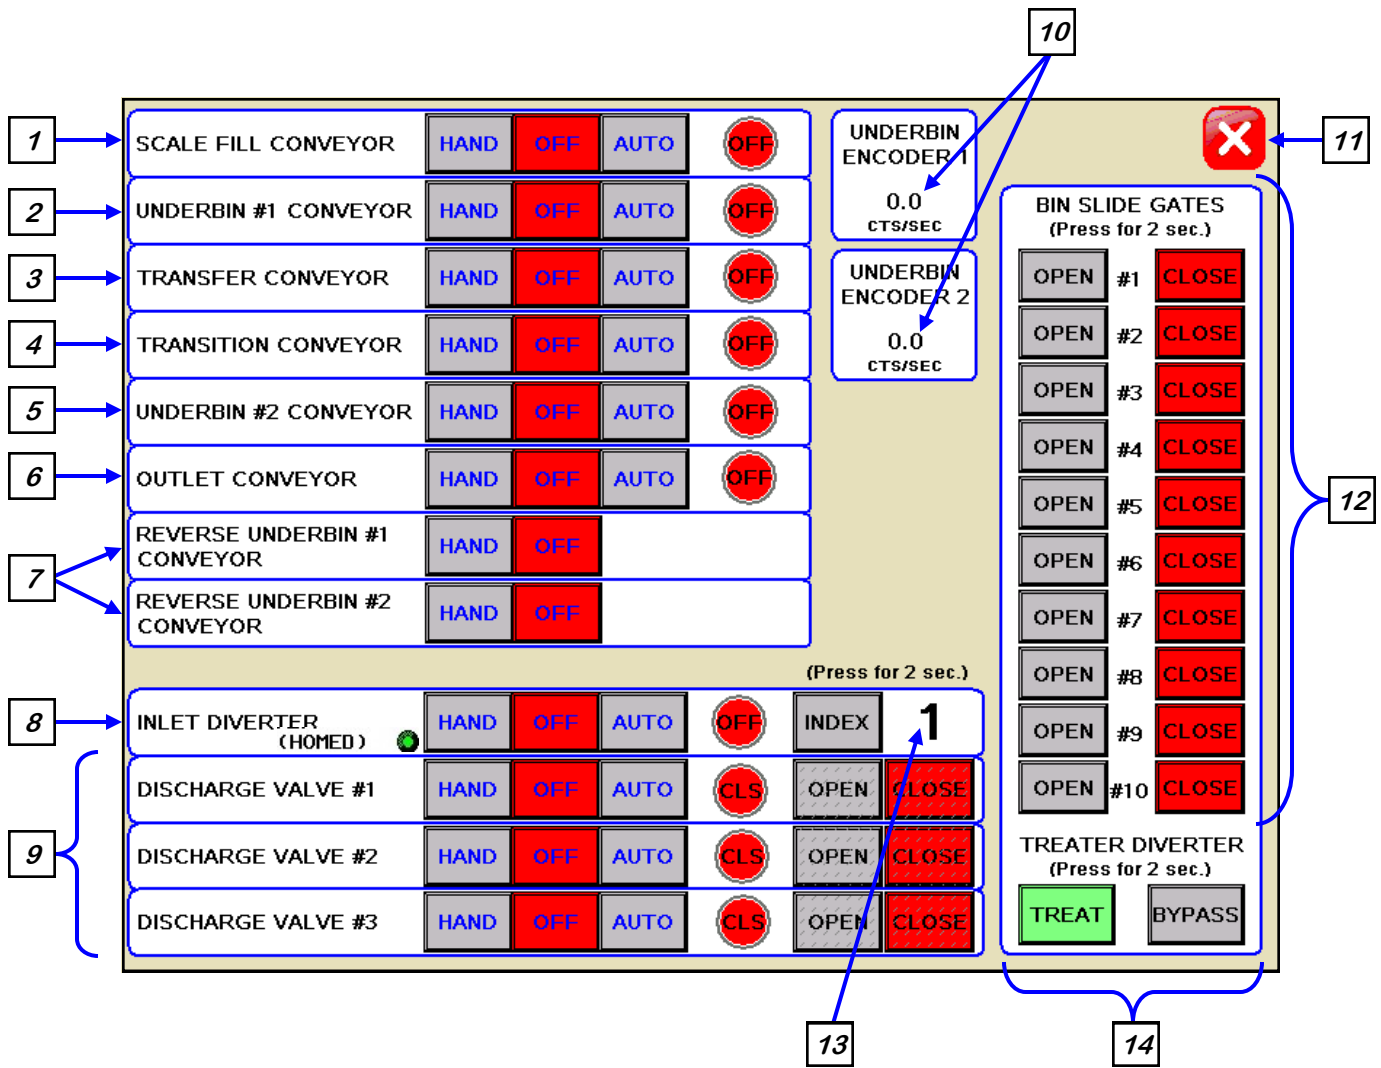 10
1
SCALE FILL CONVEYOR HAND OFF AUTO OFF
UNDERBIN
ENCODER 1
0.0
CTS/SEC
11
2
UNDERBIN #1 CONVEYOR HAND OFF AUTO OFF
3
TRANSFER CONVEYOR HAND OFF AUTO OFF
UNDERBIN
ENCODER 2
0.0
CTS/SEC
4
TRANSITION CONVEYOR HAND OFF AUTO OFF
5
UNDERBIN #2 CONVEYOR HAND OFF AUTO OFF
6
OUTLET CONVEYOR HAND OFF AUTO OFF
7
REVERSE UNDERBIN #1
CONVEYOR
HAND OFF
REVERSE UNDERBIN #2
CONVEYOR
HAND OFF
(Press for 2 sec.)
8
INLET DIVERTER
(HOMED)
HAND OFF AUTO OFF INDEX 1
9
DISCHARGE VALVE #1 HAND OFF AUTO CLS OPEN CLOSE
DISCHARGE VALVE #2 HAND OFF AUTO CLS OPEN CLOSE
DISCHARGE VALVE #3 HAND OFF AUTO CLS OPEN CLOSE
BIN SLIDE GATES
(Press for 2 sec.)
OPEN #1 CLOSE
OPEN #2 CLOSE
OPEN #3 CLOSE
OPEN #4 CLOSE
OPEN #5 CLOSE
OPEN #6 CLOSE
OPEN #7 CLOSE
OPEN #8 CLOSE
OPEN #9 CLOSE
OPEN #10 CLOSE
12
TREATER DIVERTER
(Press for 2 sec.)
TREAT BYPASS
13
14